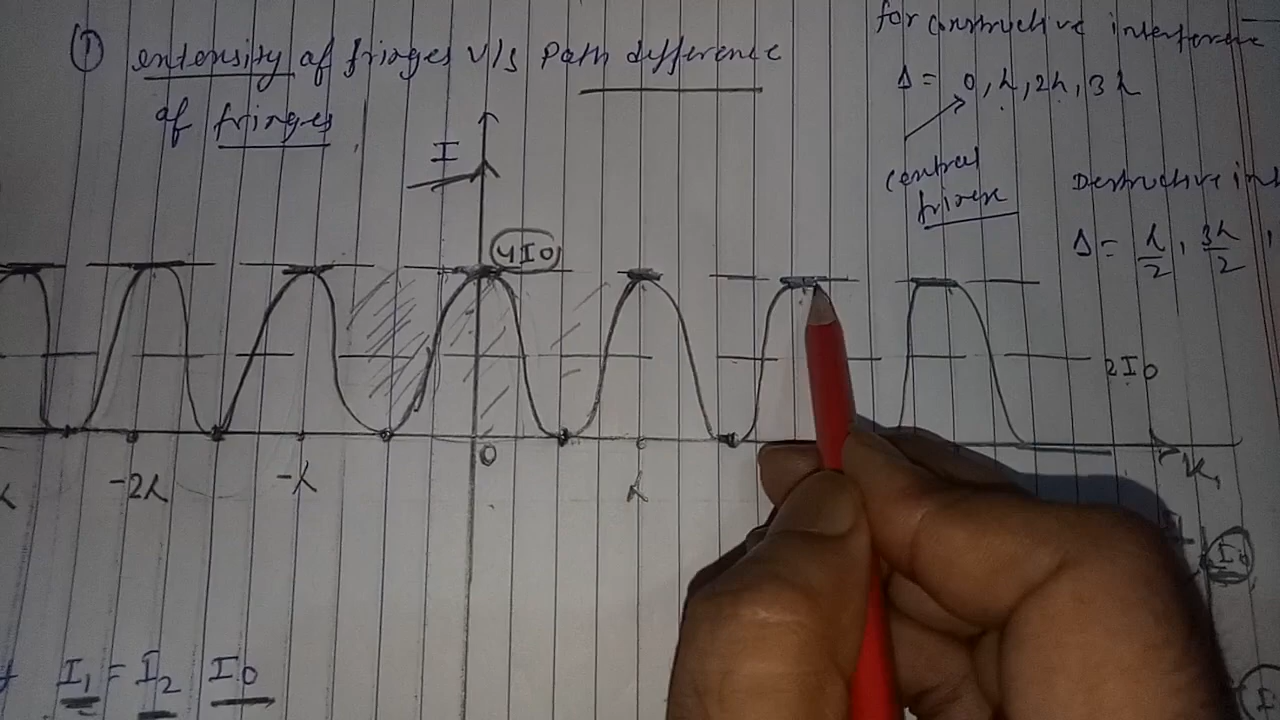 ① intensity of fringes v/s Path difference
of fringes
for constructive interference
Δ = 0, λ, 2λ, 3λ
central
fringe
Destructive int
Δ = λ/2, 3λ/2,
I
4I0
2I0
-2λ -λ 0 λ
I1 = I2 I0